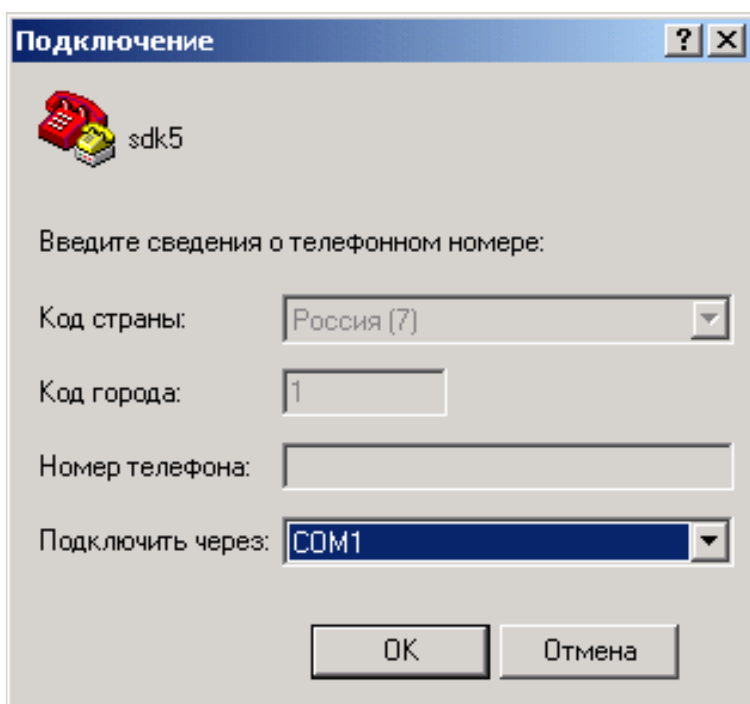 Подключение
sdk5
Введите сведения о телефонном номере:
Код страны: Россия (7)
Код города: 1
Номер телефона:
Подключить через: COM1
OK Отмена